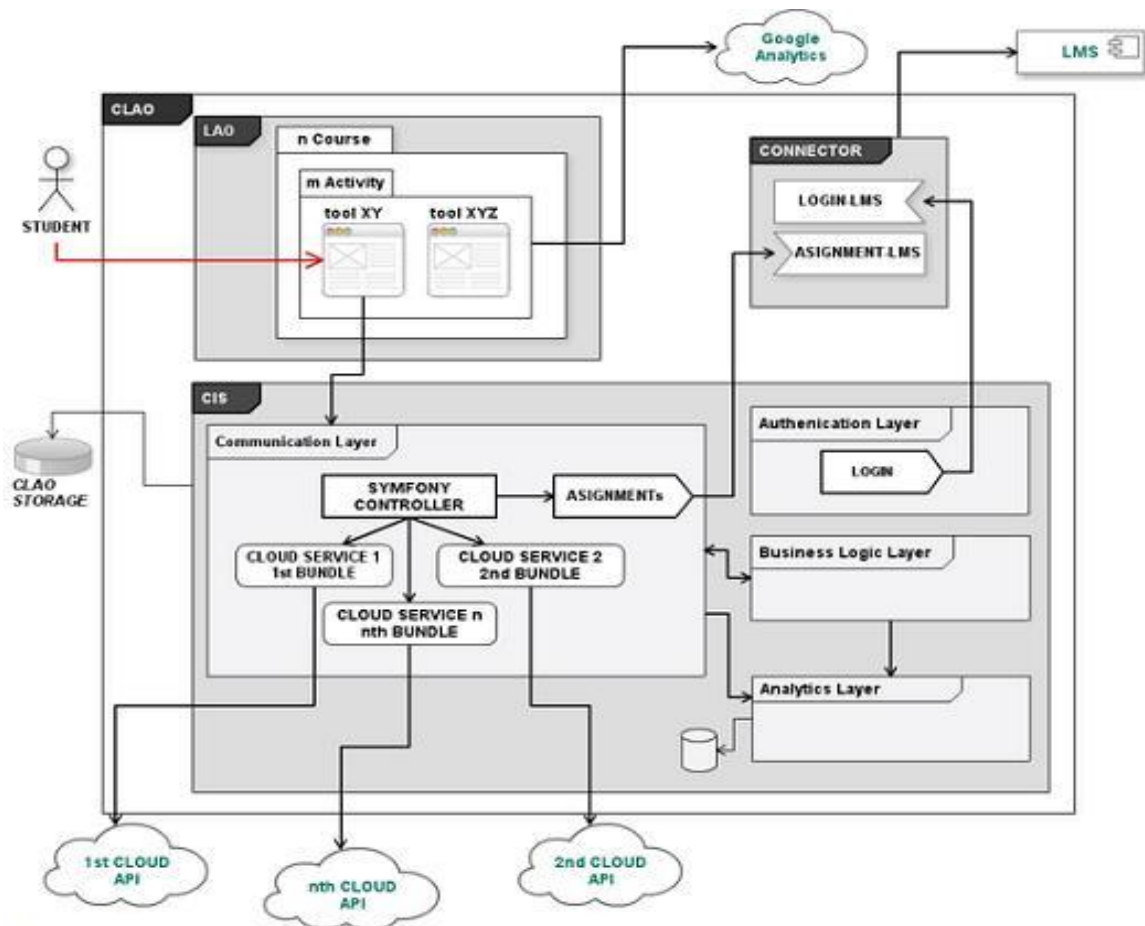 Google
Analytics
LMS
CLAO
LAO
n Course
CONNECTOR
m Activity
LOGIN-LMS
tool XY
tool XYZ
STUDENT
ASIGNMENT-LMS
CIS
Communication Layer
Authenication Layer
LOGIN
CLAO
STORAGE
SYMFONY
CONTROLLER
ASIGNMENTs
CLOUD SERVICE 1
1st BUNDLE
CLOUD SERVICE 2
2nd BUNDLE
Business Logic Layer
CLOUD SERVICE n
nth BUNDLE
Analytics Layer
1st CLOUD
API
nth CLOUD
API
2nd CLOUD
API